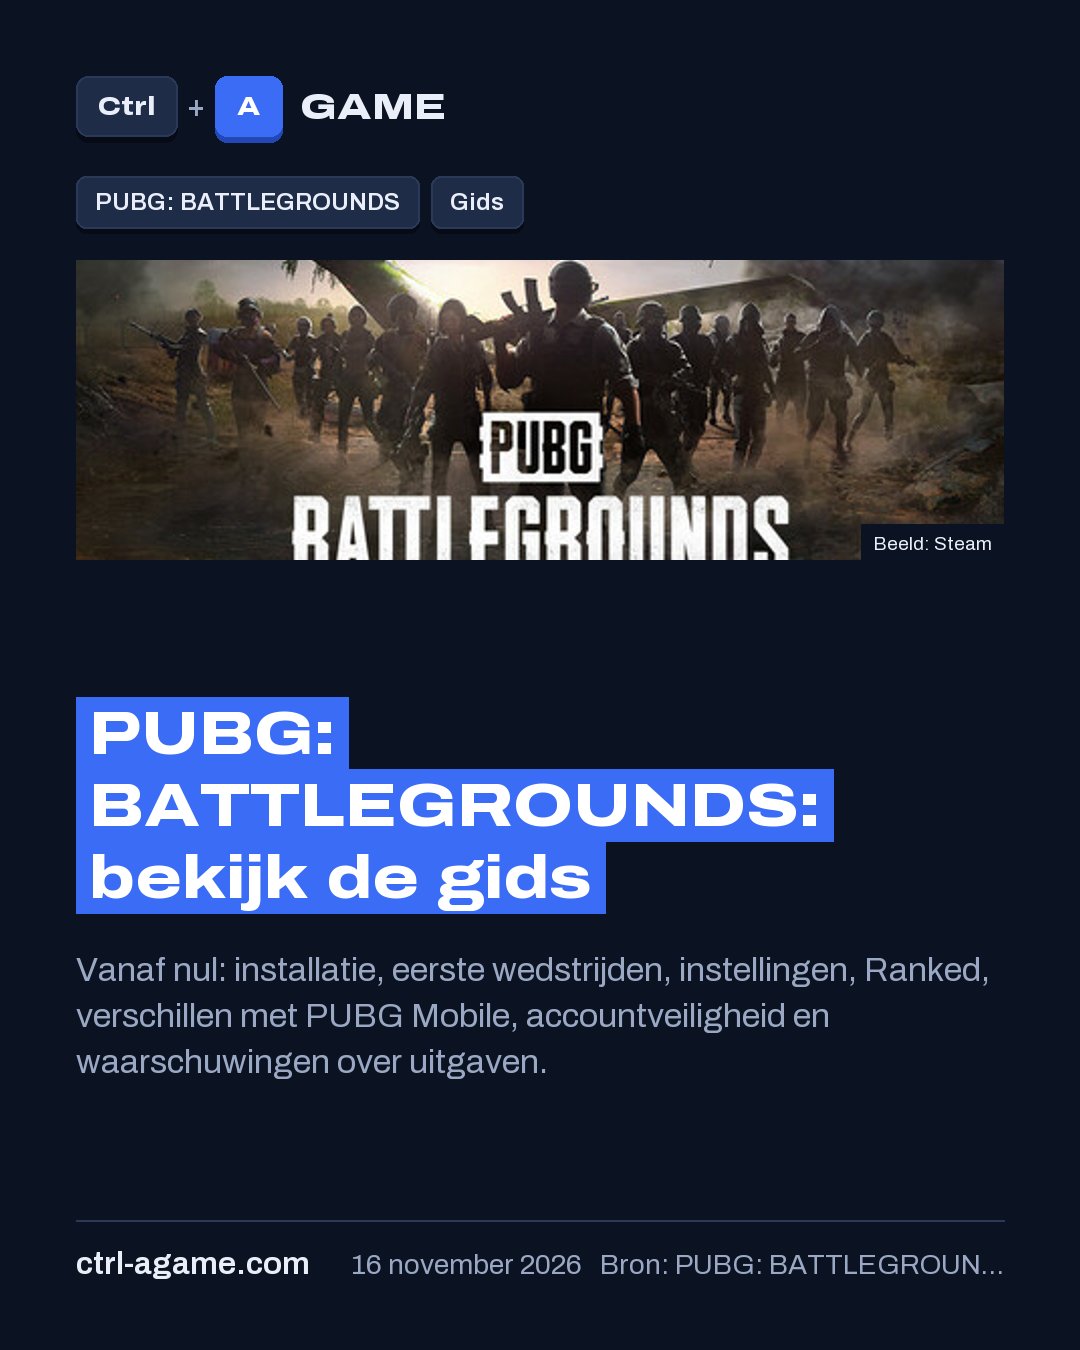 Ctrl + A GAME
PUBG: BATTLEGROUNDS Gids
PUBG
BATTLEGROUNDS
Beeld: Steam
PUBG:
BATTLEGROUNDS:
bekijk de gids
Vanaf nul: installatie, eerste wedstrijden, instellingen, Ranked,
verschillen met PUBG Mobile, accountveiligheid en
waarschuwingen over uitgaven.
ctrl-agame.com 16 november 2026 Bron: PUBG: BATTLEGROUN...